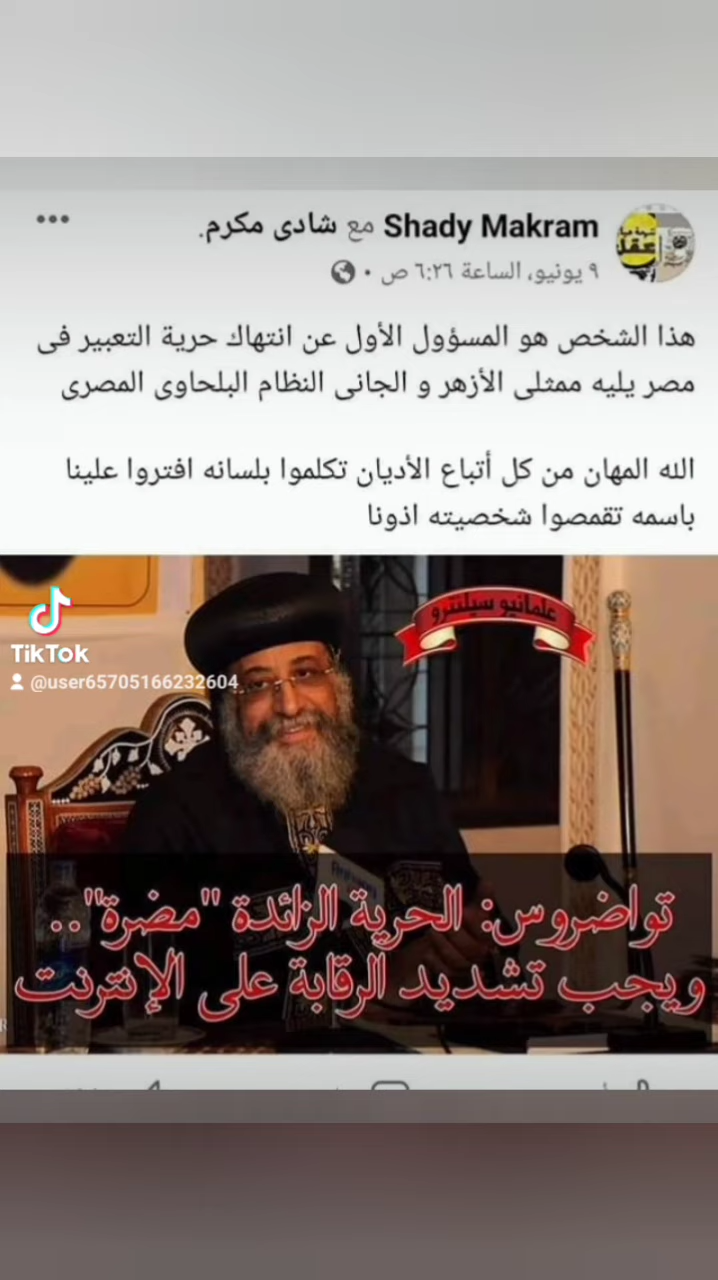 Shady Makram مع شادى مكرم.
٩ يونيو، الساعة ٦:٢٦ ص
هذا الشخص هو المسؤول الأول عن انتهاك حرية التعبير فى
مصر يليه ممثلى الأزهر و الجانى النظام البلحاوى المصرى
الله المهان من كل أتباع الأديان تكلموا بلسانه افتروا علينا
باسمه تقمصوا شخصيته اذونا
علمانيو سيلنترو
TikTok
@user65705166232604
تواضروس: الحرية الزائدة "مضرة"..
ويجب تشديد الرقابة على الإنترنت